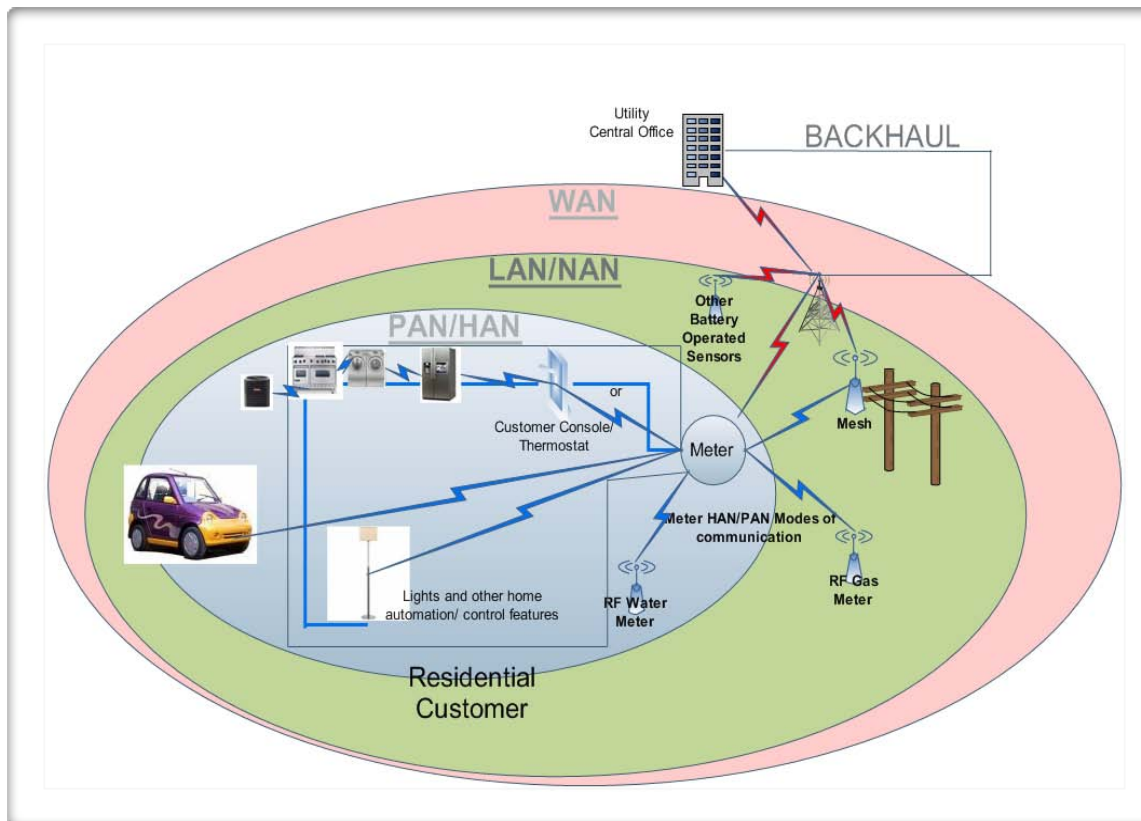 Utility
Central Office
BACKHAUL
WAN
LAN/NAN
PAN/HAN
Other
Battery
Operated
Sensors
or
Customer Console/
Thermostat
Meter
Mesh
Meter HAN/PAN Modes of
communication
RF Gas
Meter
RF Water
Meter
Lights and other home
automation/ control features
Residential
Customer